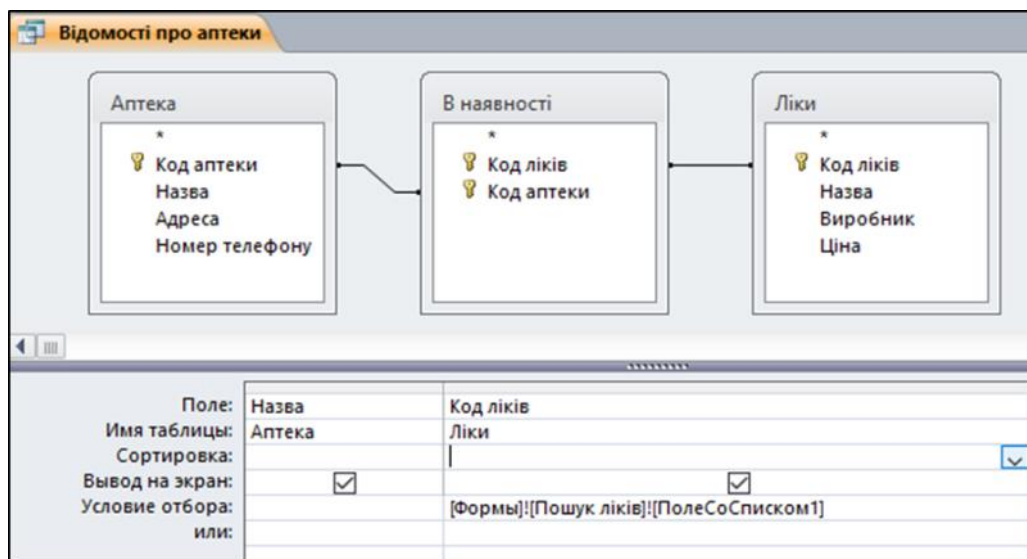 Відомості про аптеки
Аптека
*
Код аптеки
Назва
Адреса
Номер телефону
В наявності
*
Код ліків
Код аптеки
Ліки
*
Код ліків
Назва
Виробник
Ціна
Поле: Назва Код ліків
Имя таблицы: Аптека Ліки
Сортировка:
Вывод на экран:
Условие отбора: [Формы]![Пошук ліків]![ПолеСоСписком1]
или: